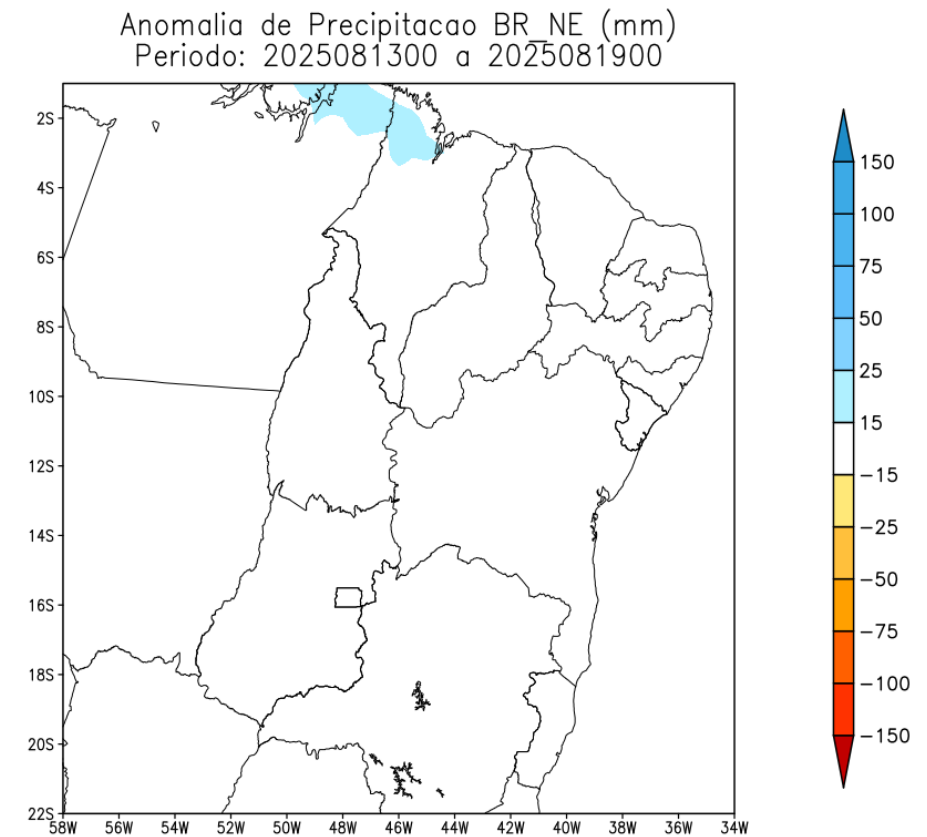 Anomalia de Precipitacao BR_NE (mm)
Periodo: 2025081300 a 2025081900
2S
4S
6S
8S
10S
12S
14S
16S
18S
20S
22S
58W 56W 54W 52W 50W 48W 46W 44W 42W 40W 38W 36W 34W
150
100
75
50
25
15
−15
−25
−50
−75
−100
−150